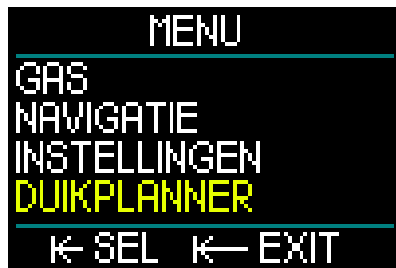 MENU
GAS
NAVIGATIE
INSTELLINGEN
DUIKPLANNER
K← SEL K← EXIT